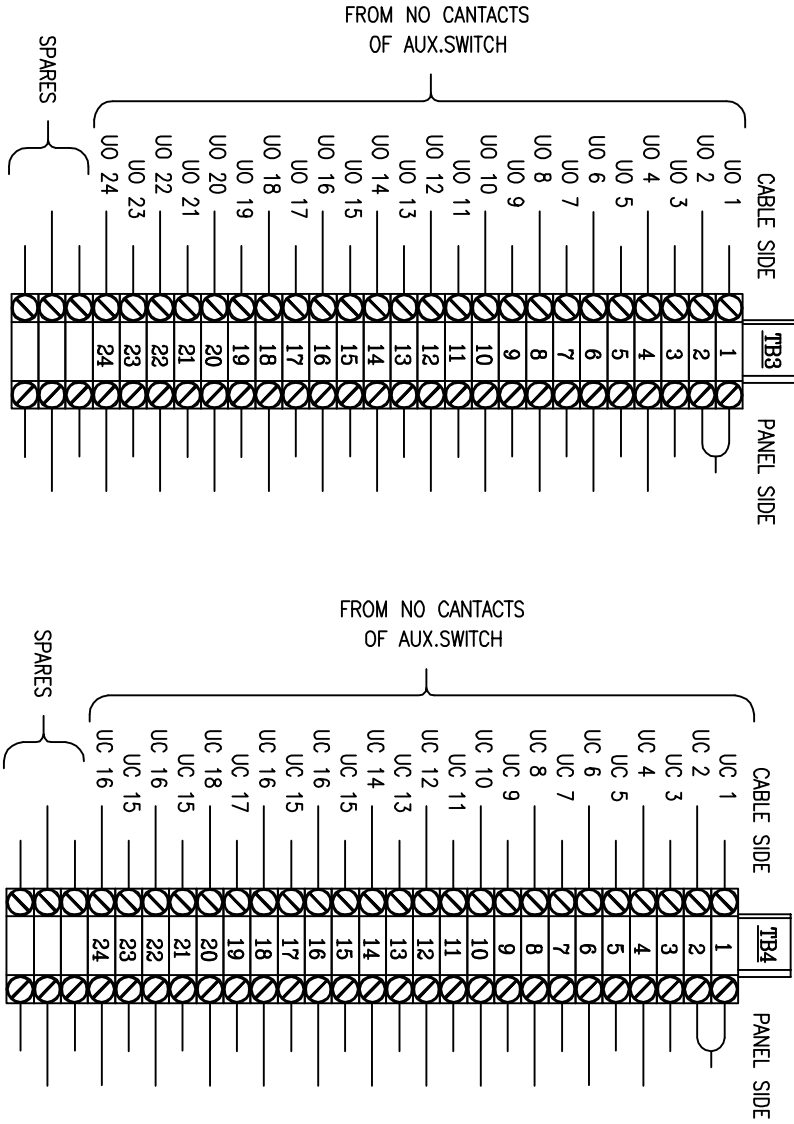 FROM NO CANTACTS
OF AUX.SWITCH
SPARES
CABLE SIDE
UO 1
UO 2
UO 3
UO 4
UO 5
UO 6
UO 7
UO 8
UO 9
UO 10
UO 11
UO 12
UO 13
UO 14
UO 15
UO 16
UO 17
UO 18
UO 19
UO 20
UO 21
UO 22
UO 23
UO 24
TB3
1
2
3
4
5
6
7
8
9
10
11
12
13
14
15
16
17
18
19
20
21
22
23
24
PANEL SIDE
FROM NO CANTACTS
OF AUX.SWITCH
SPARES
CABLE SIDE
UC 1
UC 2
UC 3
UC 4
UC 5
UC 6
UC 7
UC 8
UC 9
UC 10
UC 11
UC 12
UC 13
UC 14
UC 15
UC 16
UC 15
UC 16
UC 17
UC 18
UC 15
UC 16
UC 15
UC 16
TB4
1
2
3
4
5
6
7
8
9
10
11
12
13
14
15
16
17
18
19
20
21
22
23
24
PANEL SIDE